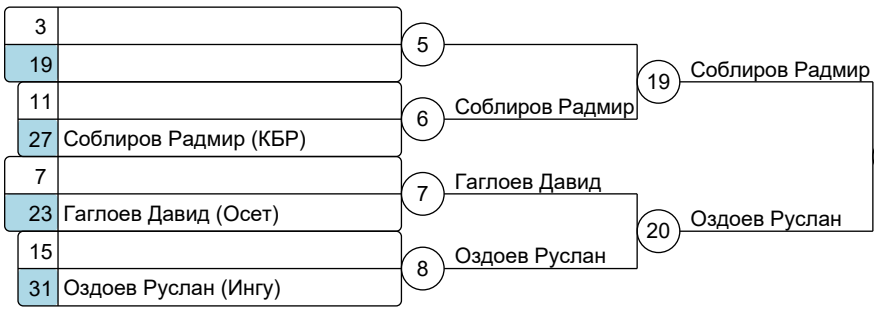 3
5
19
19
Соблиров Радмир
11
6
Соблиров Радмир
27
Соблиров Радмир (КБР)
7
7
Гаглоев Давид
23
Гаглоев Давид (Осет)
20
Оздоев Руслан
15
8
Оздоев Руслан
31
Оздоев Руслан (Ингу)